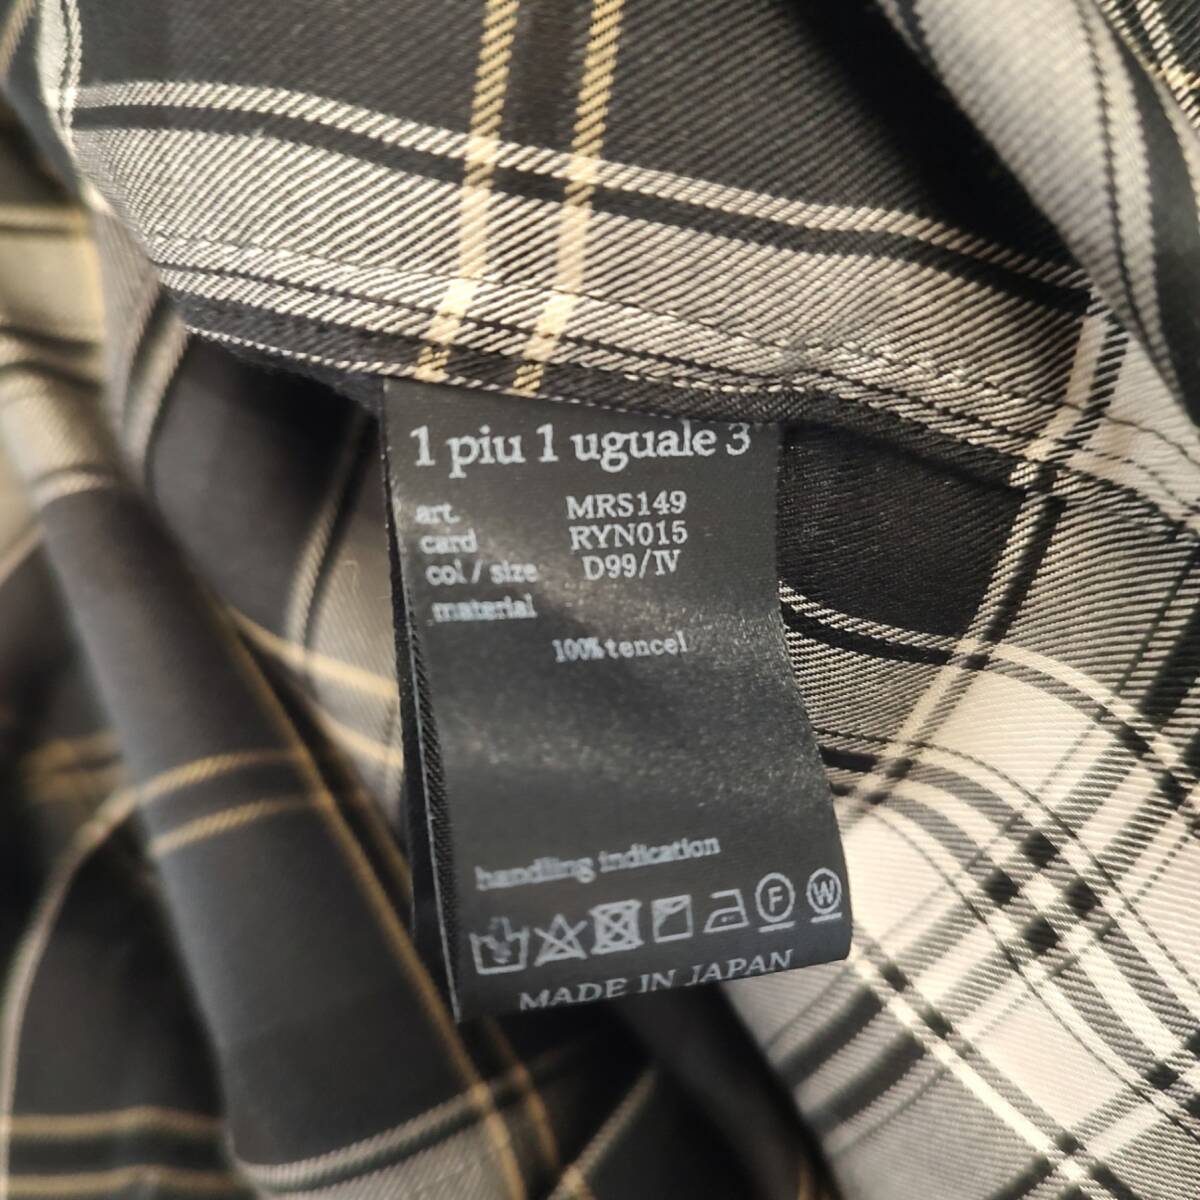 1 piu 1 uguale 3
art. MRS149
card RYN015
col / size D99/Ⅳ
material
100% tencel
handling indication
F W
MADE IN JAPAN